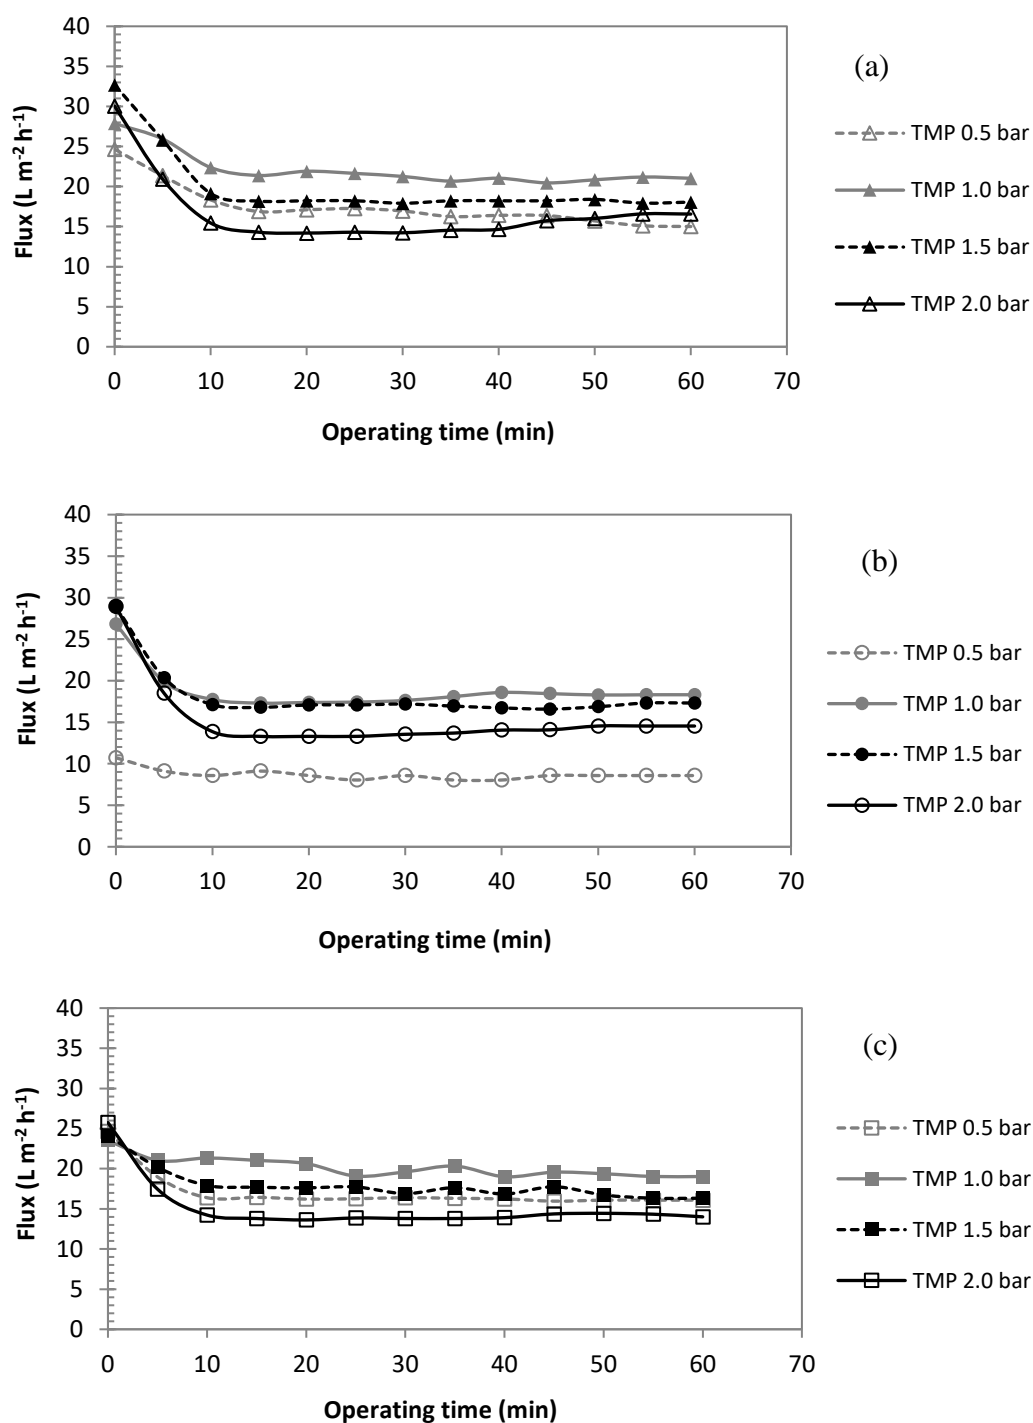 40
35
30
25
20
15
10
5
0
Flux (L m-2 h-1)
0 10 20 30 40 50 60 70
Operating time (min)
(a)
TMP 0.5 bar
TMP 1.0 bar
TMP 1.5 bar
TMP 2.0 bar
40
35
30
25
20
15
10
5
0
Flux (L m-2 h-1)
0 10 20 30 40 50 60 70
Operating time (min)
(b)
TMP 0.5 bar
TMP 1.0 bar
TMP 1.5 bar
TMP 2.0 bar
40
35
30
25
20
15
10
5
0
Flux (L m-2 h-1)
0 10 20 30 40 50 60 70
Operating time (min)
(c)
TMP 0.5 bar
TMP 1.0 bar
TMP 1.5 bar
TMP 2.0 bar